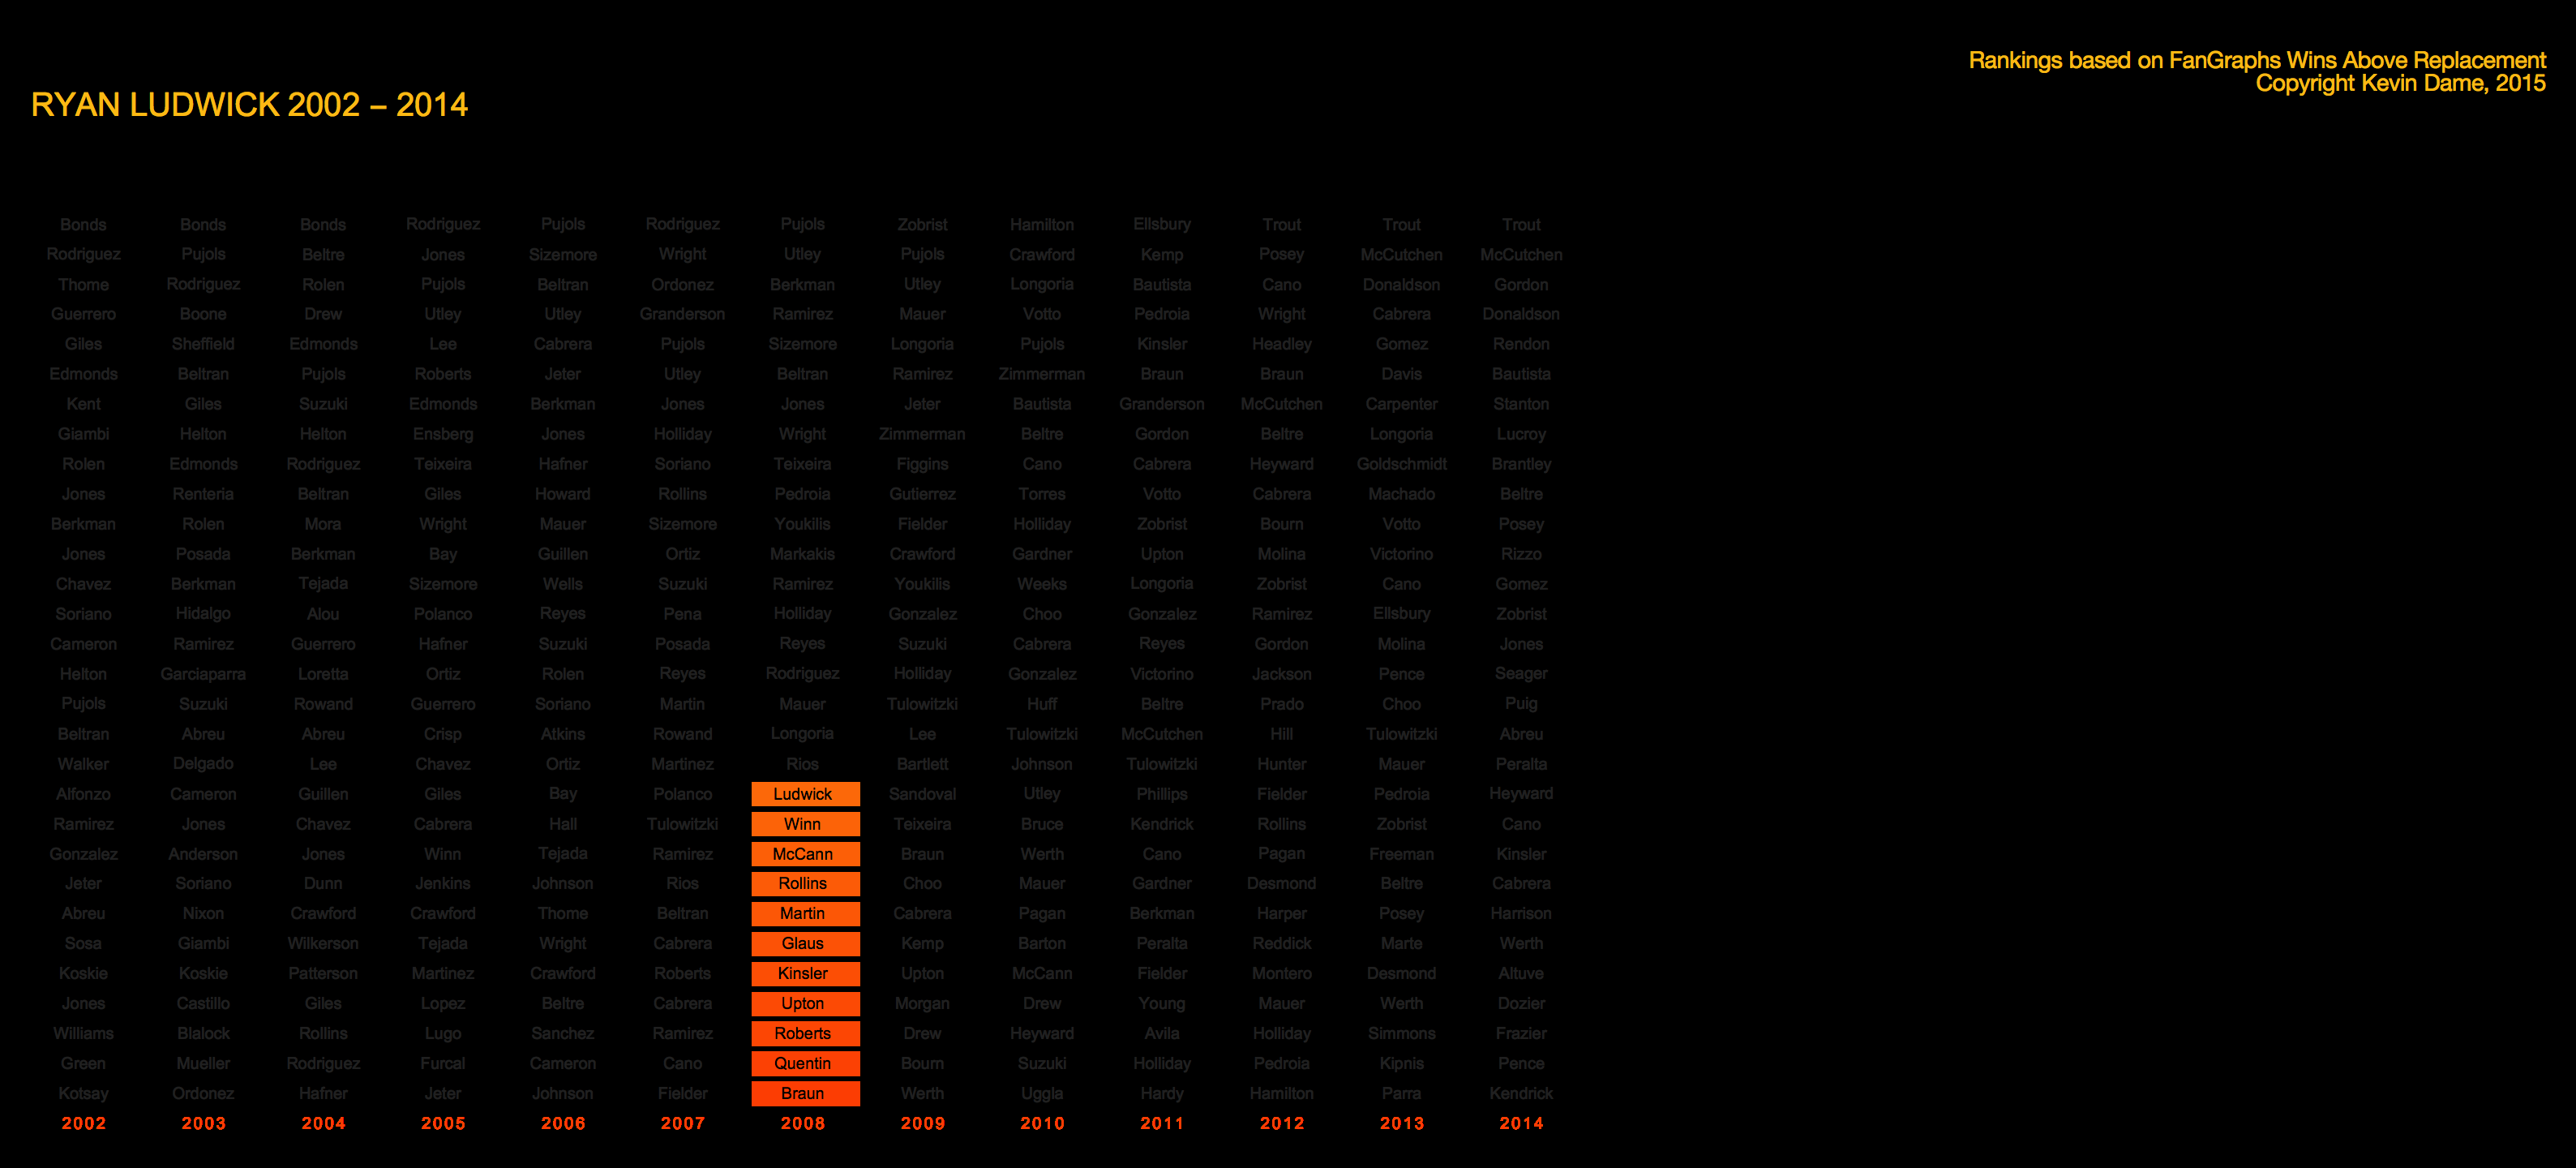 Rankings based on FanGraphs Wins Above Replacement
Copyright Kevin Dame, 2015
RYAN LUDWICK 2002 – 2014
Bonds Bonds Bonds Rodriguez Pujols Rodriguez Pujols Zobrist Hamilton Ellsbury Trout Trout Trout
Rodriguez Pujols Beltre Jones Sizemore Wright Utley Pujols Crawford Kemp Posey McCutchen McCutchen
Thome Rodriguez Rolen Pujols Beltran Ordonez Berkman Utley Longoria Bautista Cano Donaldson Gordon
Guerrero Boone Drew Utley Utley Granderson Ramirez Mauer Votto Pedroia Wright Cabrera Donaldson
Giles Sheffield Edmonds Lee Cabrera Pujols Sizemore Longoria Pujols Kinsler Headley Gomez Rendon
Edmonds Beltran Pujols Roberts Jeter Utley Beltran Ramirez Zimmerman Braun Braun Davis Bautista
Kent Giles Suzuki Edmonds Berkman Jones Jones Jeter Bautista Granderson McCutchen Carpenter Stanton
Giambi Helton Helton Ensberg Jones Holliday Wright Zimmerman Beltre Gordon Beltre Longoria Lucroy
Rolen Edmonds Rodriguez Teixeira Hafner Soriano Teixeira Figgins Cano Cabrera Heyward Goldschmidt Brantley
Jones Renteria Beltran Giles Howard Rollins Pedroia Gutierrez Torres Votto Cabrera Machado Beltre
Berkman Rolen Mora Wright Mauer Sizemore Youkilis Fielder Holliday Zobrist Bourn Votto Posey
Jones Posada Berkman Bay Guillen Ortiz Markakis Crawford Gardner Upton Molina Victorino Rizzo
Chavez Berkman Tejada Sizemore Wells Suzuki Ramirez Youkilis Weeks Longoria Zobrist Cano Gomez
Soriano Hidalgo Alou Polanco Reyes Pena Holliday Gonzalez Choo Gonzalez Ramirez Ellsbury Zobrist
Cameron Ramirez Guerrero Hafner Suzuki Posada Reyes Suzuki Cabrera Reyes Gordon Molina Jones
Helton Garciaparra Loretta Ortiz Rolen Reyes Rodriguez Holliday Gonzalez Victorino Jackson Pence Seager
Pujols Suzuki Rowand Guerrero Soriano Martin Mauer Tulowitzki Huff Beltre Prado Choo Puig
Beltran Abreu Abreu Crisp Atkins Rowand Longoria Lee Tulowitzki McCutchen Hill Tulowitzki Abreu
Walker Delgado Lee Chavez Ortiz Martinez Rios Bartlett Johnson Tulowitzki Hunter Mauer Peralta
Alfonzo Cameron Guillen Giles Bay Polanco Ludwick Sandoval Utley Phillips Fielder Pedroia Heyward
Ramirez Jones Chavez Cabrera Hall Tulowitzki Winn Teixeira Bruce Kendrick Rollins Zobrist Cano
Gonzalez Anderson Jones Winn Tejada Ramirez McCann Braun Werth Cano Pagan Freeman Kinsler
Jeter Soriano Dunn Jenkins Johnson Rios Rollins Choo Mauer Gardner Desmond Beltre Cabrera
Abreu Nixon Crawford Crawford Thome Beltran Martin Cabrera Pagan Berkman Harper Posey Harrison
Sosa Giambi Wilkerson Tejada Wright Cabrera Glaus Kemp Barton Peralta Reddick Marte Werth
Koskie Koskie Patterson Martinez Crawford Roberts Kinsler Upton McCann Fielder Montero Desmond Altuve
Jones Castillo Giles Lopez Beltre Cabrera Upton Morgan Drew Young Mauer Werth Dozier
Williams Blalock Rollins Lugo Sanchez Ramirez Roberts Drew Heyward Avila Holliday Simmons Frazier
Green Mueller Rodriguez Furcal Cameron Cano Quentin Bourn Suzuki Holliday Pedroia Kipnis Pence
Kotsay Ordonez Hafner Jeter Johnson Fielder Braun Werth Uggla Hardy Hamilton Parra Kendrick
2002 2003 2004 2005 2006 2007 2008 2009 2010 2011 2012 2013 2014